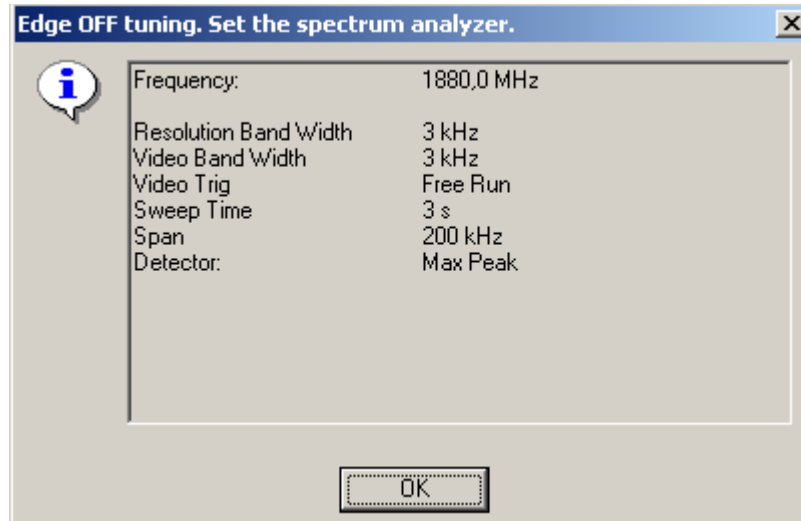 Edge OFF tuning. Set the spectrum analyzer.
Frequency: 1880,0 MHz
Resolution Band Width 3 kHz
Video Band Width 3 kHz
Video Trig Free Run
Sweep Time 3 s
Span 200 kHz
Detector: Max Peak
OK